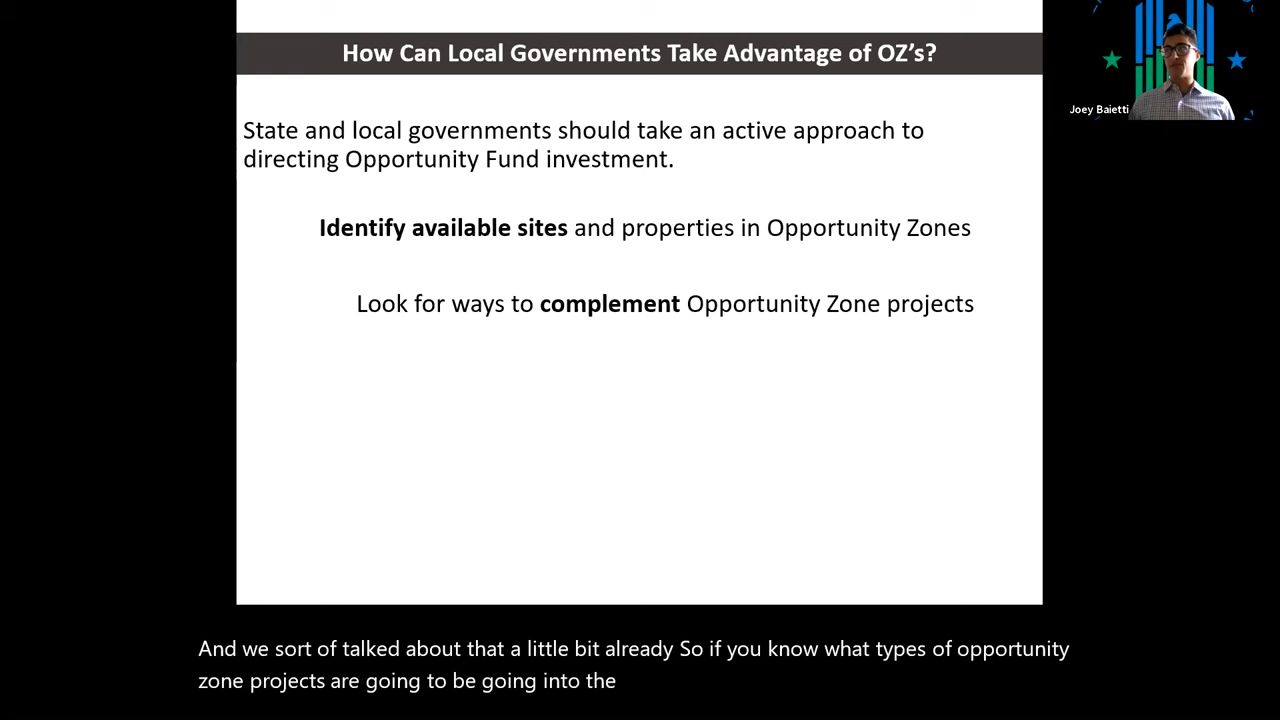 How Can Local Governments Take Advantage of OZ’s?
Joey Baietti
State and local governments should take an active approach to
directing Opportunity Fund investment.
Identify available sites and properties in Opportunity Zones
Look for ways to complement Opportunity Zone projects
And we sort of talked about that a little bit already So if you know what types of opportunity
zone projects are going to be going into the